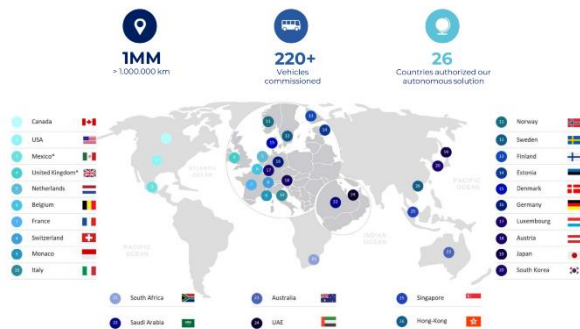 1MM
> 1.000.000 km
220+
Vehicles
commissioned
26
Countries authorized our
autonomous solution
Canada
USA
Mexico*
United Kingdom*
Netherlands
Belgium
France
Switzerland
Monaco
Italy
ATLANTIC
OCEAN
PACIFIC
OCEAN
PACIFIC
OCEAN
INDIAN
OCEAN
Norway
Sweden
Finland
Estonia
Denmark
Germany
Luxembourg
Austria
Japan
South Korea
South Africa
Australia
Singapore
Saudi Arabia
UAE
Hong-Kong